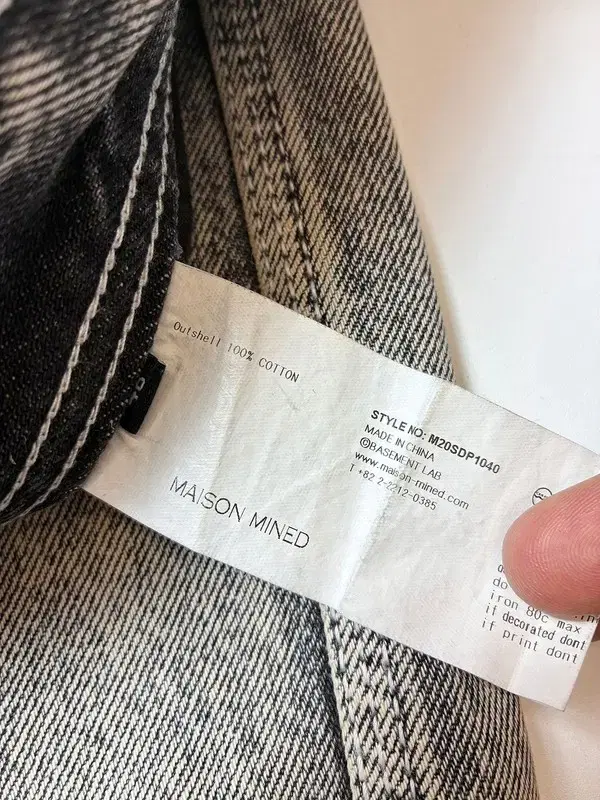 Outshell 100% COTTON
MAISON MINED
STYLE NO: M20SDP1040
MADE IN CHINA
©BASEMENT LAB
www.maison-mined.com
T +82 2-2212-0385
do
iron 80c max
if decorated dont
if print dont